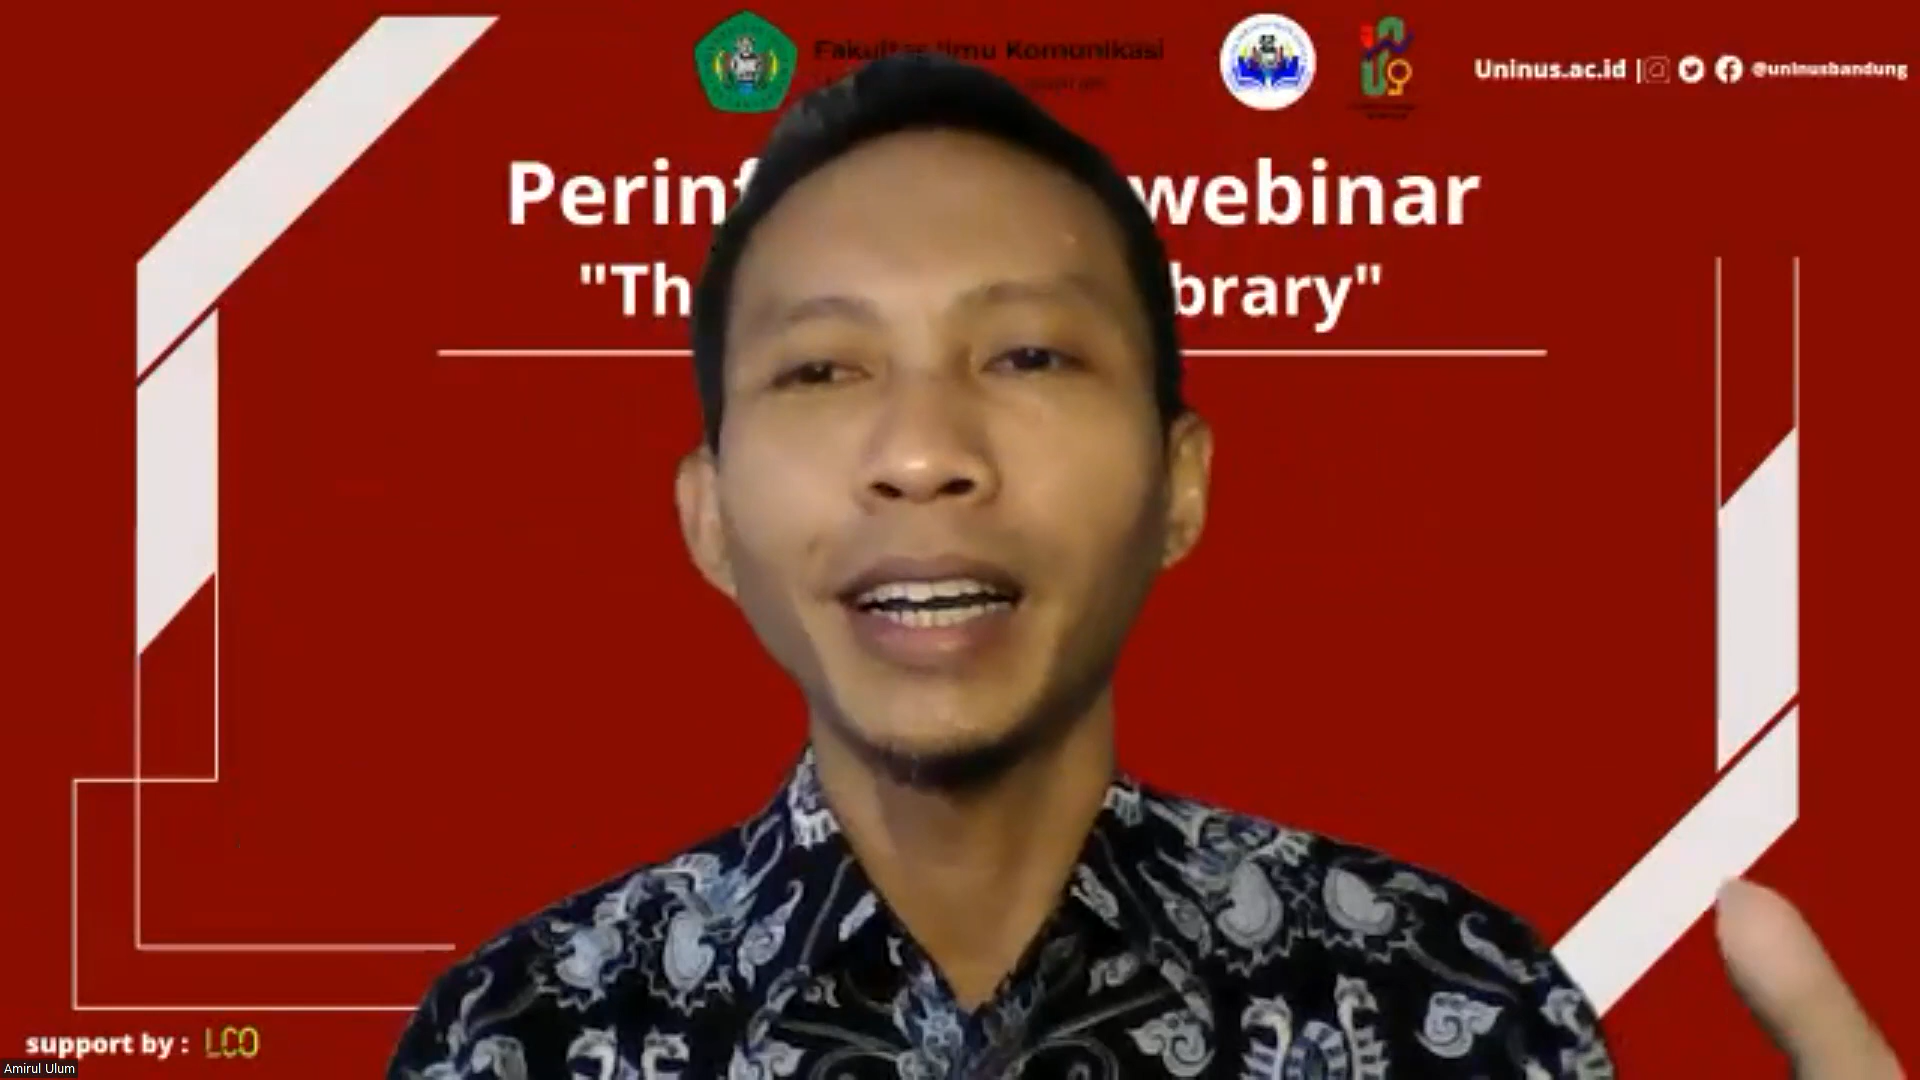 Fakultas Ilmu Komunikasi
Uninus.ac.id | @uninusbandung
Perinf webinar
"Th brary"
support by : LCO
Amirul Ulum